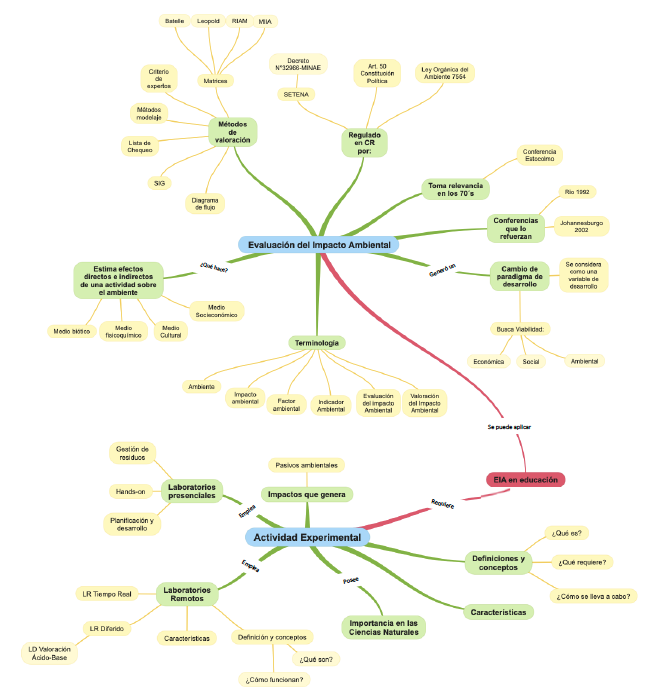 Batelle
Leopold
RIAM
MIIA
Matrices
Criterio
de
expertos
Métodos
modelaje
Lista de
Chequeo
SIG
Diagrama
de flujo
Métodos
de
valoración
Decreto
N°32966-MINAE
SETENA
Art. 50
Constitución
Política
Ley Orgánica del
Ambiente 7554
Regulado
en CR
por:
Toma relevancia
en los 70´s
Conferencia
Estocolmo
Conferencias
que lo
refuerzan
Rio 1992
Johannesburgo
2002
Evaluación del Impacto Ambiental
¿Qué hace?
Generó un
Estima efectos
directos e indirectos
de una actividad sobre
el ambiente
Medio biótico
Medio
fisicoquímico
Medio
Cultural
Medio
Socioeconómico
Cambio de
paradigma de
desarrollo
Se considera
como una
variable de
desarrollo
Busca Viabilidad:
Económica
Social
Ambiental
Terminología
Ambiente
Impacto
ambiental
Factor
ambiental
Indicador
Ambiental
Evaluación
del impacto
Ambiental
Valoración
del Impacto
Ambiental
Se puede aplicar
EIA en educación
Requiere
Gestión de
residuos
Hands-on
Planificación y
desarrollo
Laboratorios
presenciales
Emplea
Pasivos ambientales
Impactos que genera
Actividad Experimental
Definiciones y
conceptos
¿Qué es?
¿Qué requiere?
¿Cómo se lleva a cabo?
Características
Posee
Importancia en las
Ciencias Naturales
Emplea
Laboratorios
Remotos
LR Tiempo Real
LR Diferido
LD Valoración
Ácido-Base
Características
Definición y conceptos
¿Qué son?
¿Cómo funcionan?